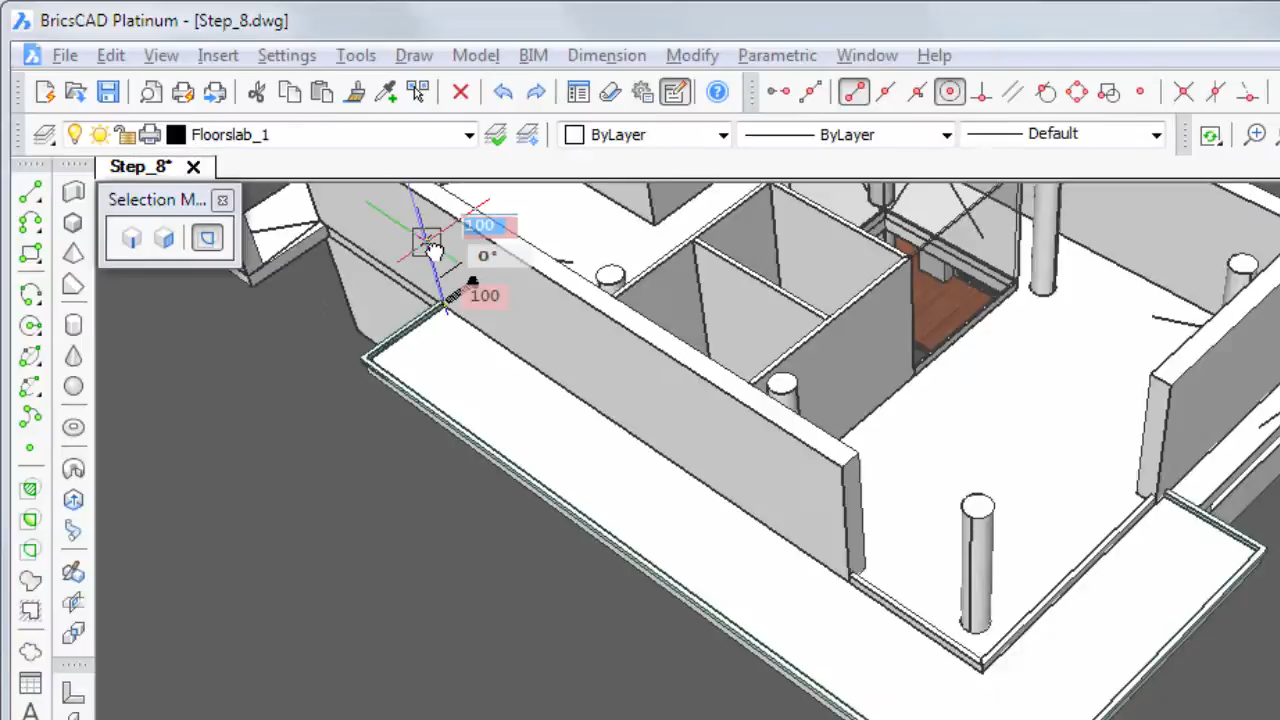 BricsCAD Platinum - [Step_8.dwg]
File Edit View Insert Settings Tools Draw Model BIM Dimension Modify Parametric Window Help
Floorslab_1 ByLayer ByLayer Default
Step_8*
Selection M...
100
0°
100
A